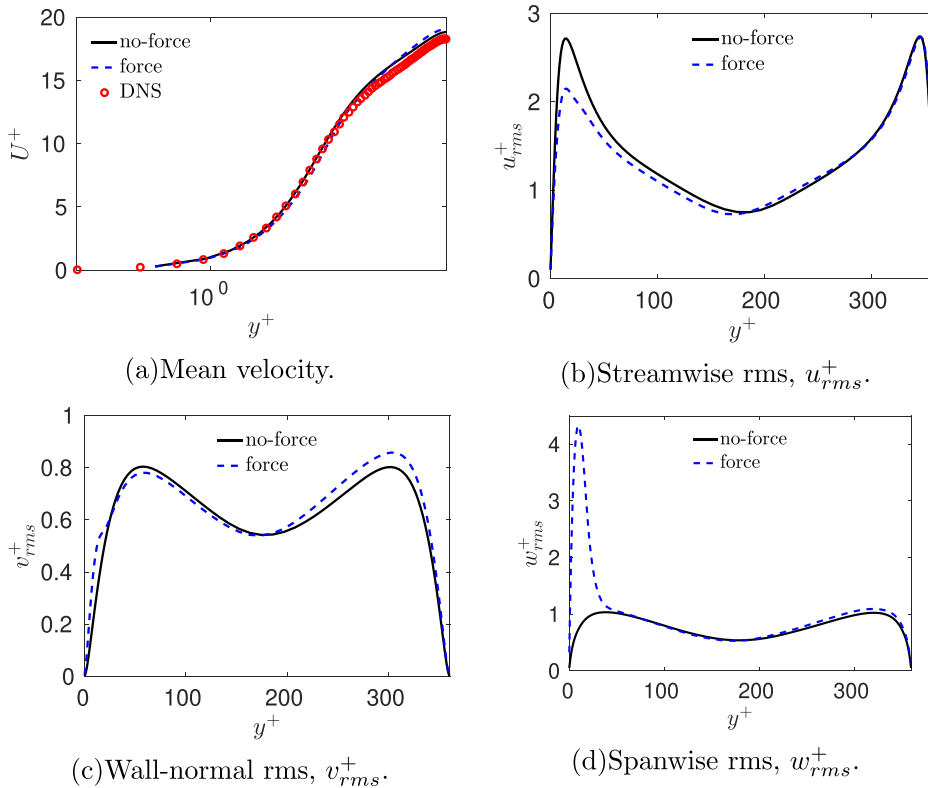 20
15
10
5
0
U⁺
no-force
force
DNS
10⁰
y⁺
(a)Mean velocity.
3
2
1
0
u⁺rms
no-force
force
0 100 200 300
y⁺
(b)Streamwise rms, u⁺rms.
1
0.8
0.6
0.4
0.2
0
v⁺rms
no-force
force
0 100 200 300
y⁺
(c)Wall-normal rms, v⁺rms.
4
3
2
1
0
w⁺rms
no-force
force
0 100 200 300
y⁺
(d)Spanwise rms, w⁺rms.